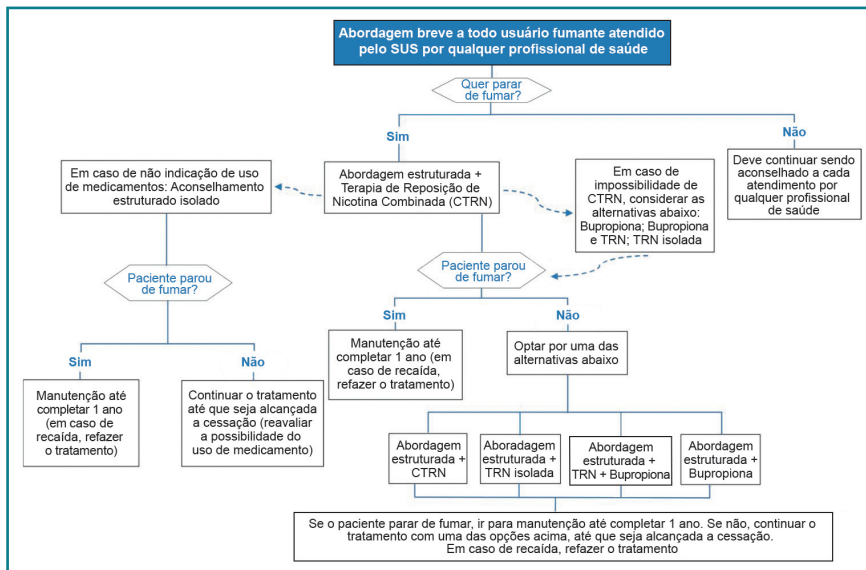 Abordagem breve a todo usuário fumante atendido
pelo SUS por qualquer profissional de saúde
Quer parar
de fumar?
Sim
Não
Em caso de não indicação de uso
de medicamentos: Aconselhamento
estruturado isolado
Abordagem estruturada +
Terapia de Reposição de
Nicotina Combinada (CTRN)
Em caso de
impossibilidade de
CTRN, considerar as
alternativas abaixo:
Bupropiona; Bupropiona
e TRN; TRN isolada
Deve continuar sendo
aconselhado a cada
atendimento por
qualquer profissional
de saúde
Paciente parou
de fumar?
Paciente parou
de fumar?
Sim
Não
Sim
Não
Manutenção até
completar 1 ano
(em caso de
recaída, refazer
o tratamento)
Continuar o tratamento
até que seja alcançada
a cessação (reavaliar
a possibilidade do
uso de medicamento)
Manutenção até
completar 1 ano (em
caso de recaída,
refazer o tratamento)
Optar por uma das
alternativas abaixo
Abordagem
estruturada +
CTRN
Aboradagem
estruturada +
TRN isolada
Abordagem
estruturada +
TRN + Bupropiona
Abordagem
estruturada +
Bupropiona
Se o paciente parar de fumar, ir para manutenção até completar 1 ano. Se não, continuar o
tratamento com uma das opções acima, até que seja alcançada a cessação.
Em caso de recaída, refazer o tratamento